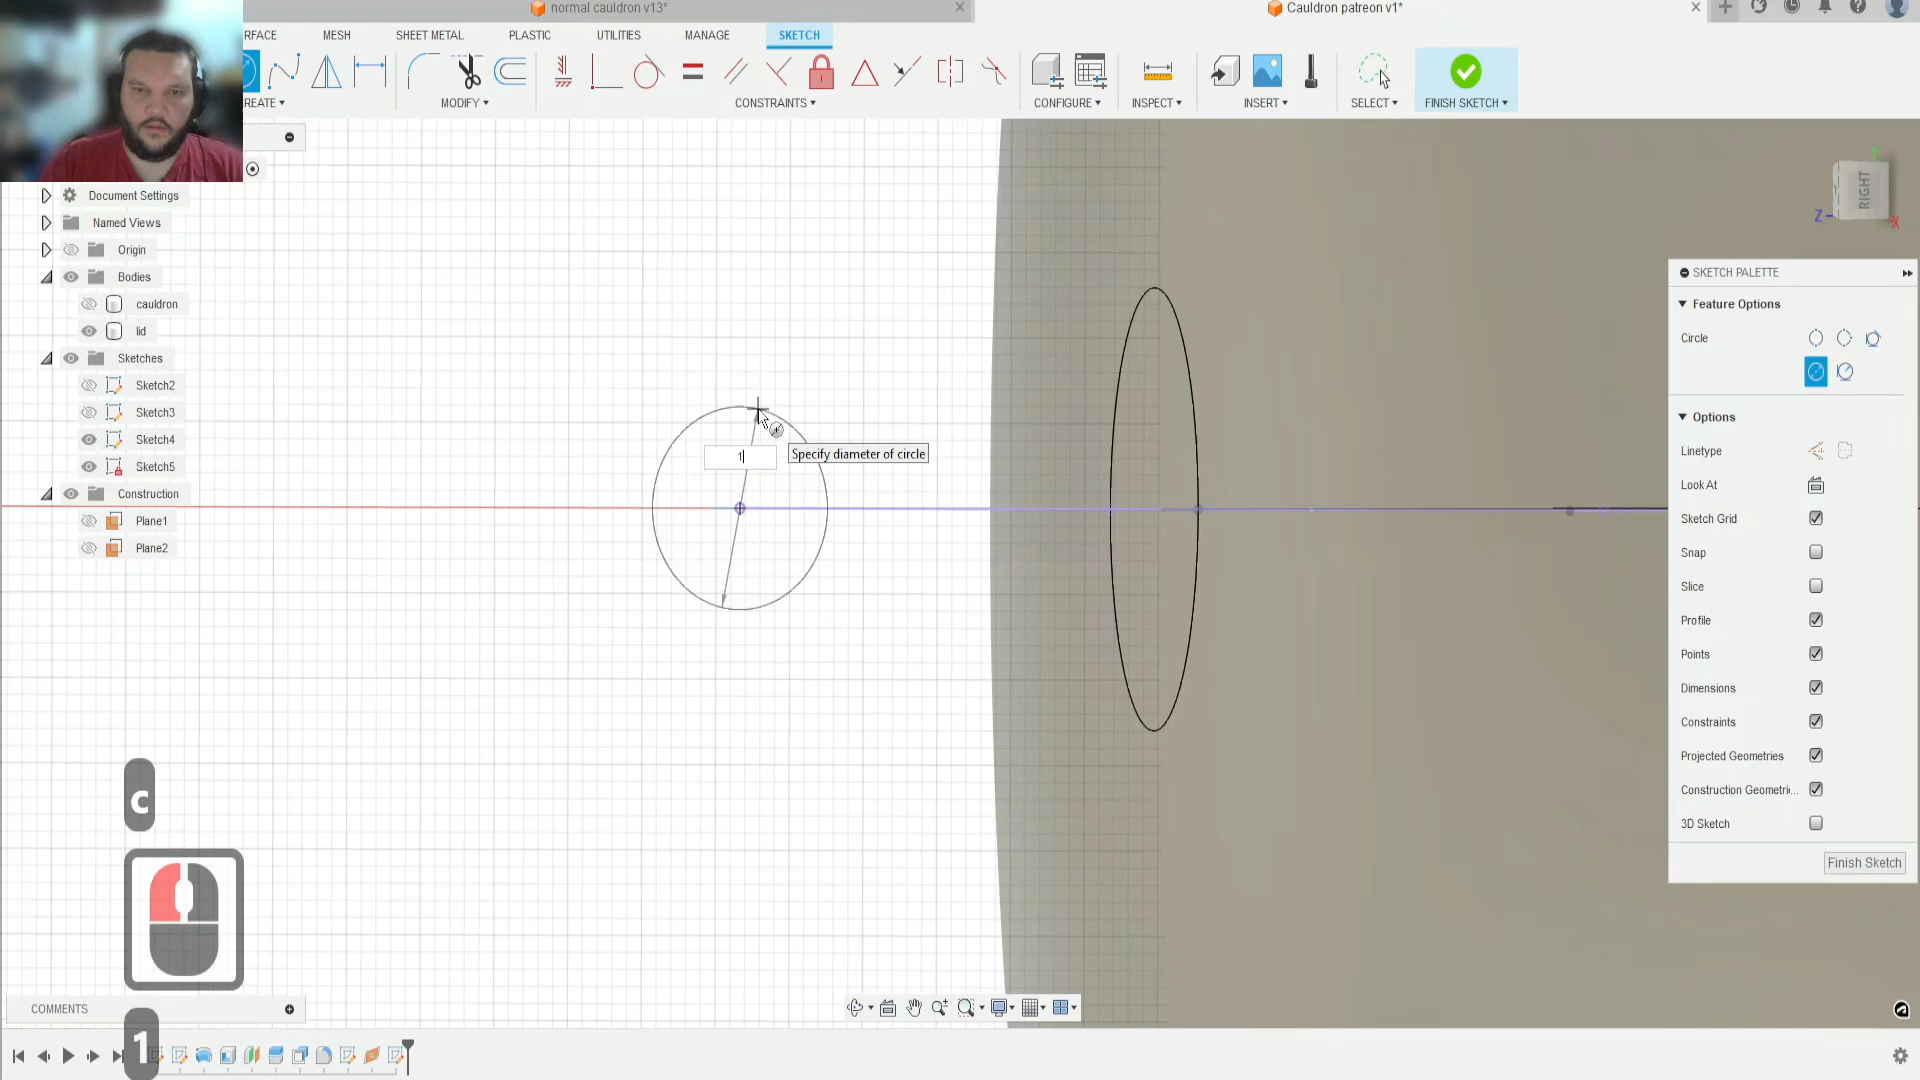 normal cauldron v13*
Cauldron patreon v1*
RFACE
MESH
SHEET METAL
PLASTIC
UTILITIES
MANAGE
SKETCH
REATE
MODIFY
CONSTRAINTS
CONFIGURE
INSPECT
INSERT
SELECT
FINISH SKETCH
Document Settings
Named Views
Origin
Bodies
cauldron
lid
Sketches
Sketch2
Sketch3
Sketch4
Sketch5
Construction
Plane1
Plane2
1
Specify diameter of circle
Y
RIGHT
Z
X
SKETCH PALETTE
Feature Options
Circle
Options
Linetype
Look At
Sketch Grid
Snap
Slice
Profile
Points
Dimensions
Constraints
Projected Geometries
Construction Geometri...
3D Sketch
Finish Sketch
c
COMMENTS
1